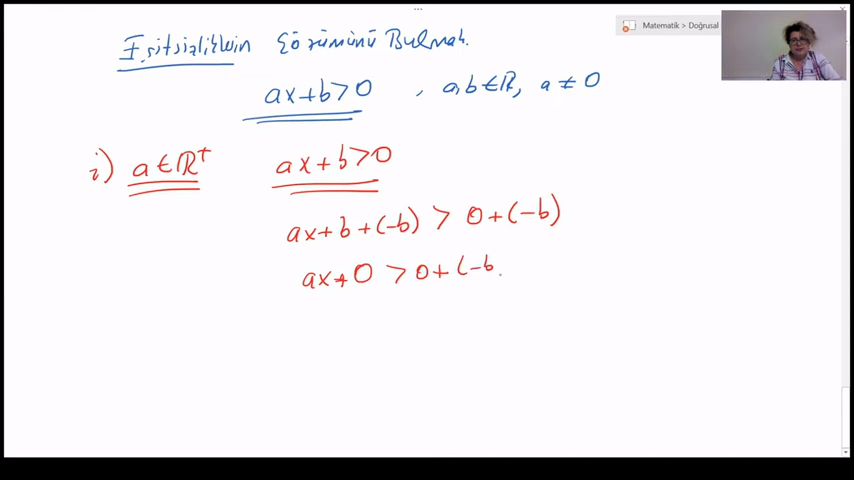 Matematik > Doğrusal
Eşitsizliklerin Çözümünü Bulmak.
ax+b>0 , a,b∈ℝ, a≠0
i) a∈ℝ⁺ ax+b>0
ax+b+(-b) > 0+(-b)
ax+0 > 0+(-b